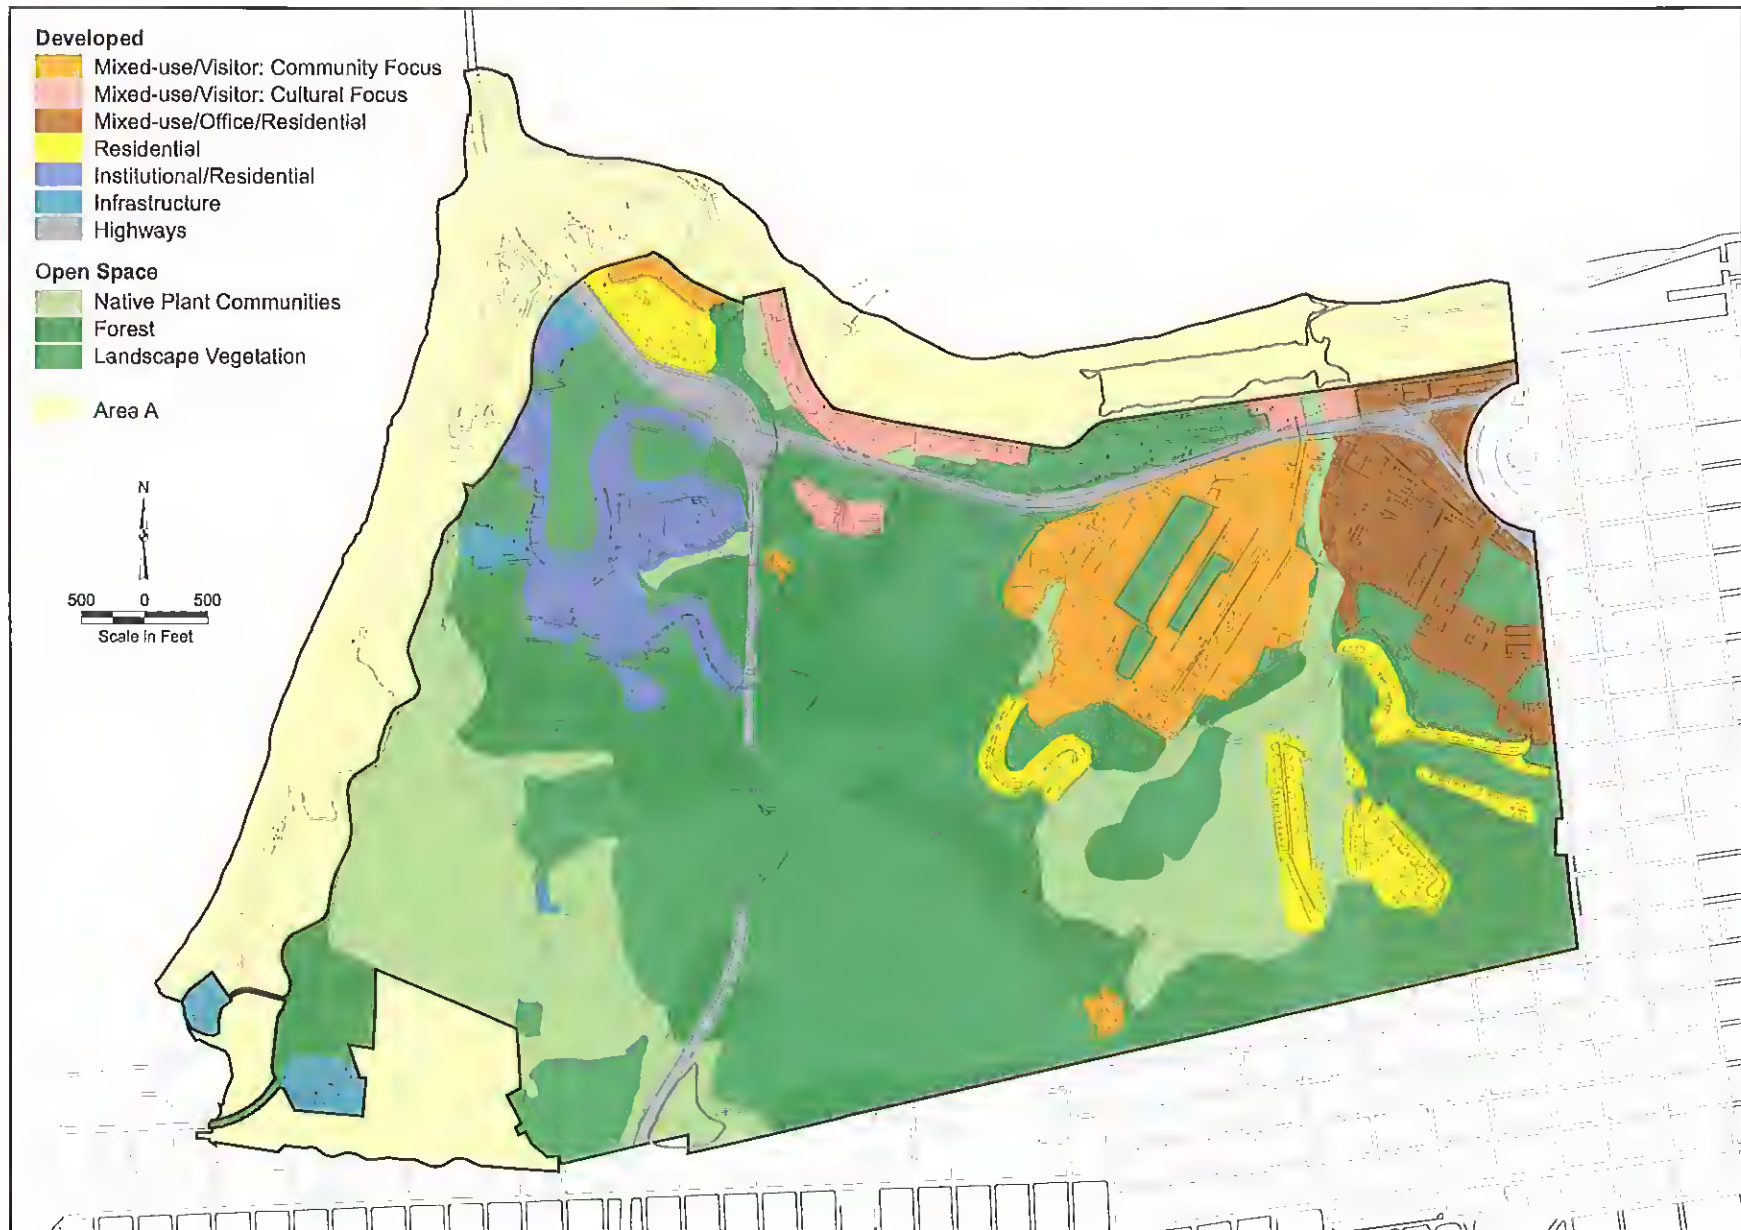 Developed
Mixed-use/Visitor: Community Focus
Mixed-use/Visitor: Cultural Focus
Mixed-use/Office/Residential
Residential
Institutional/Residential
Infrastructure
Highways
Open Space
Native Plant Communities
Forest
Landscape Vegetation
Area A
N
500 0 500
Scale in Feet